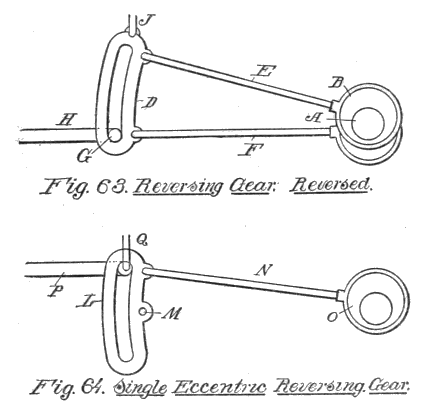 J
E
B
D
A
H
G
F
Fig. 63. Reversing Gear. Reversed.
Q
N
P
L
M
O
Fig. 64. Single Eccentric Reversing Gear.